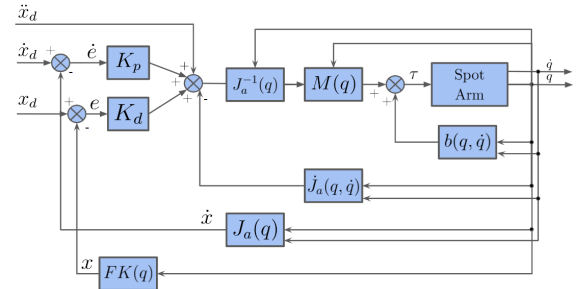 ẍ_d
ẋ_d + - ė K_p + + + + -
J_a^{-1}(q) M(q) + + τ Spot Arm q̇ q
x_d + - e K_d
b(q, q̇)
J̇_a(q, q̇)
ẋ J_a(q)
x FK(q)